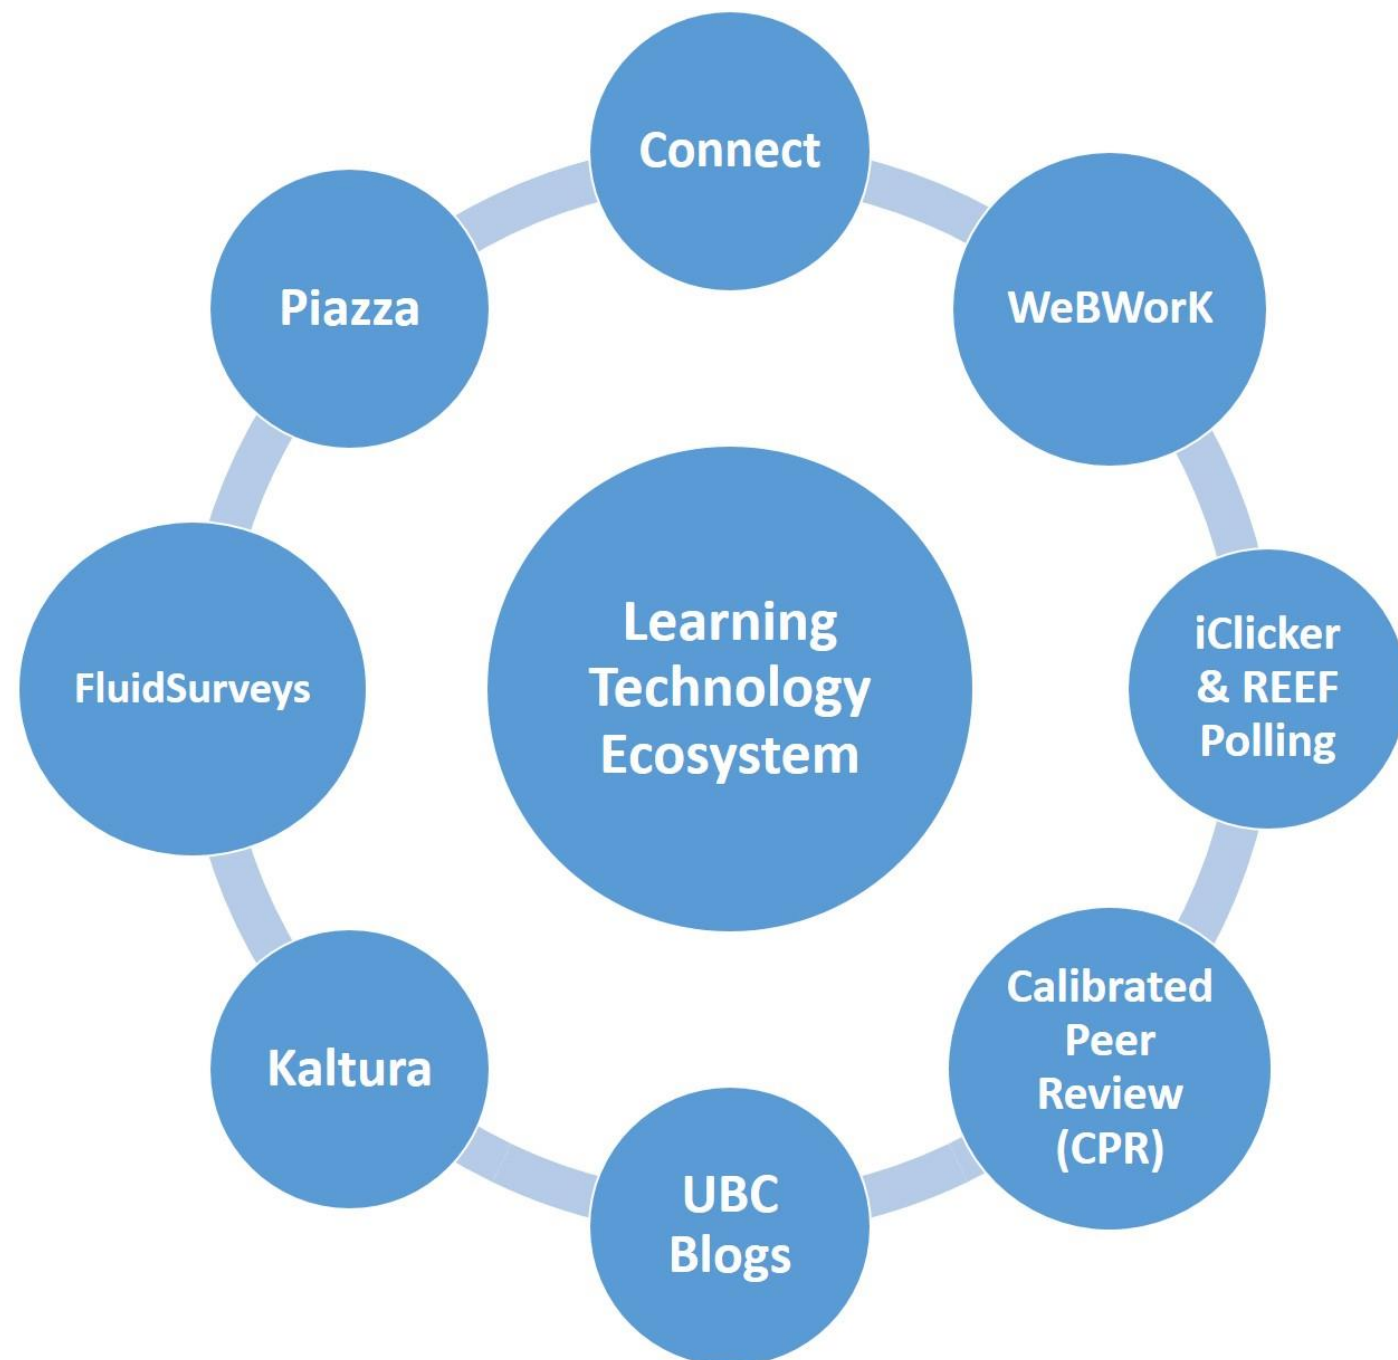 Connect
WeBWorK
iClicker
& REEF
Polling
Calibrated
Peer
Review
(CPR)
UBC
Blogs
Kaltura
FluidSurveys
Piazza
Learning
Technology
Ecosystem